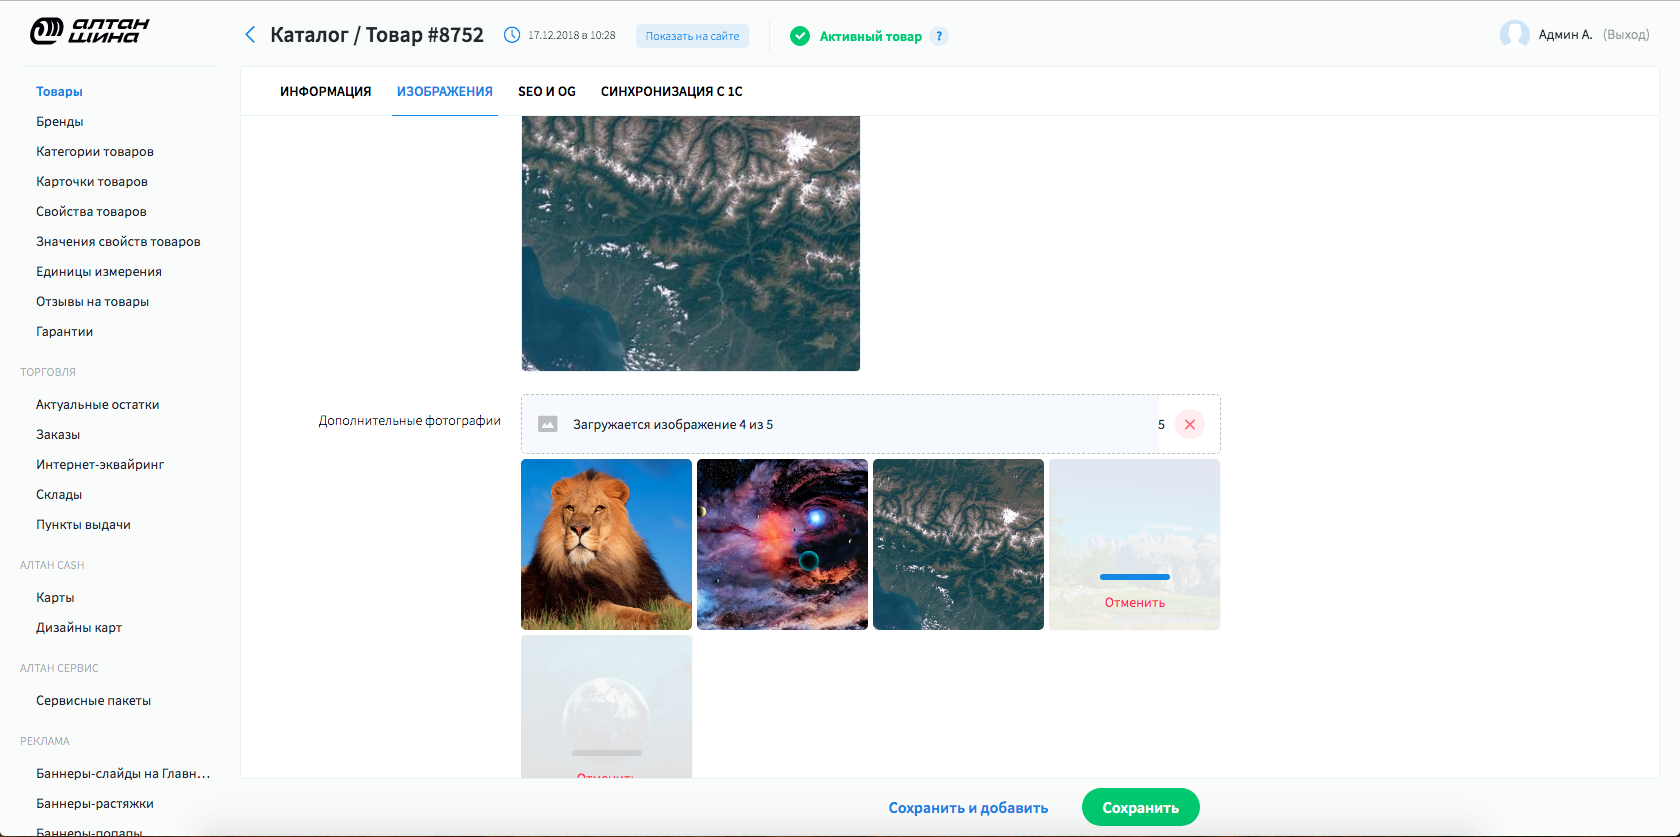 алтан
шина
Каталог / Товар #8752
17.12.2018 в 10:28
Показать на сайте
Активный товар
?
Админ А. (Выход)
Товары
Бренды
Категории товаров
Карточки товаров
Свойства товаров
Значения свойств товаров
Единицы измерения
Отзывы на товары
Гарантии
ТОРГОВЛЯ
Актуальные остатки
Заказы
Интернет-эквайринг
Склады
Пункты выдачи
АЛТАН CASH
Карты
Дизайны карт
АЛТАН СЕРВИС
Сервисные пакеты
РЕКЛАМА
Баннеры-слайды на Главн...
Баннеры-растяжки
Баннеры-попапы
ИНФОРМАЦИЯ
ИЗОБРАЖЕНИЯ
SEO И OG
СИНХРОНИЗАЦИЯ С 1С
Дополнительные фотографии
Загружается изображение 4 из 5
5
Отменить
Отменить
Сохранить и добавить
Сохранить